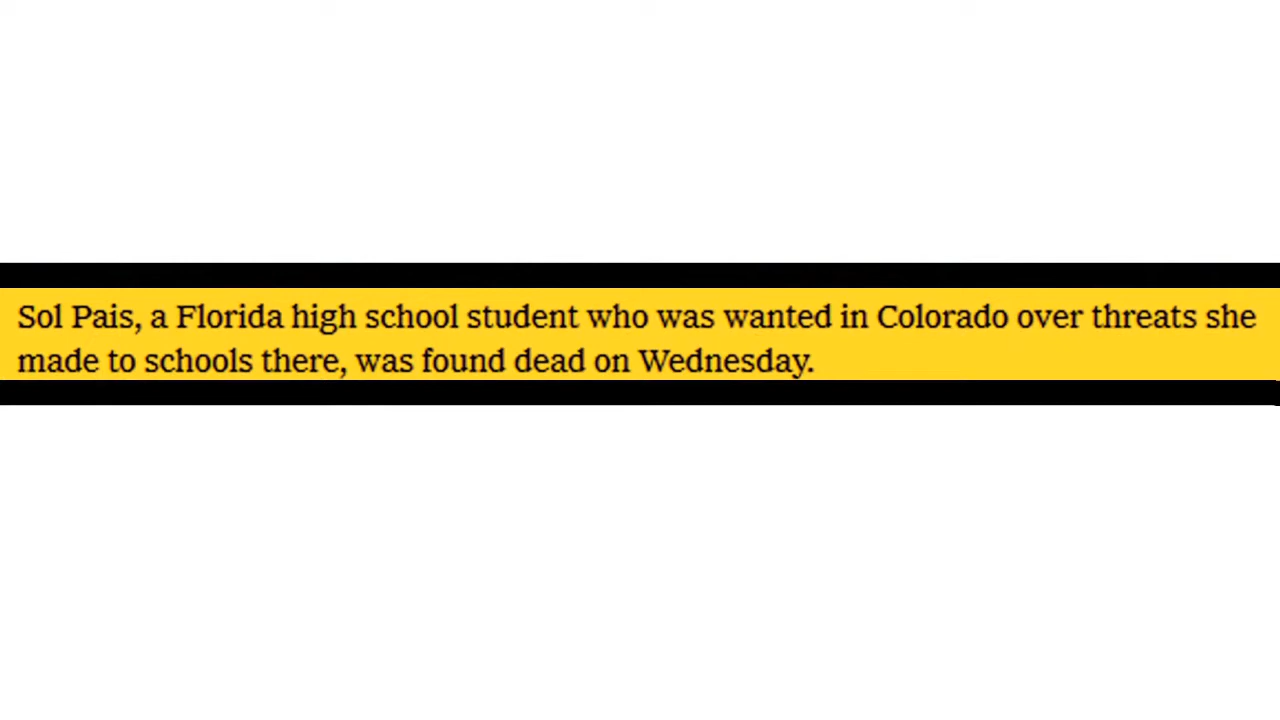 Sol Pais, a Florida high school student who was wanted in Colorado over threats she
made to schools there, was found dead on Wednesday.